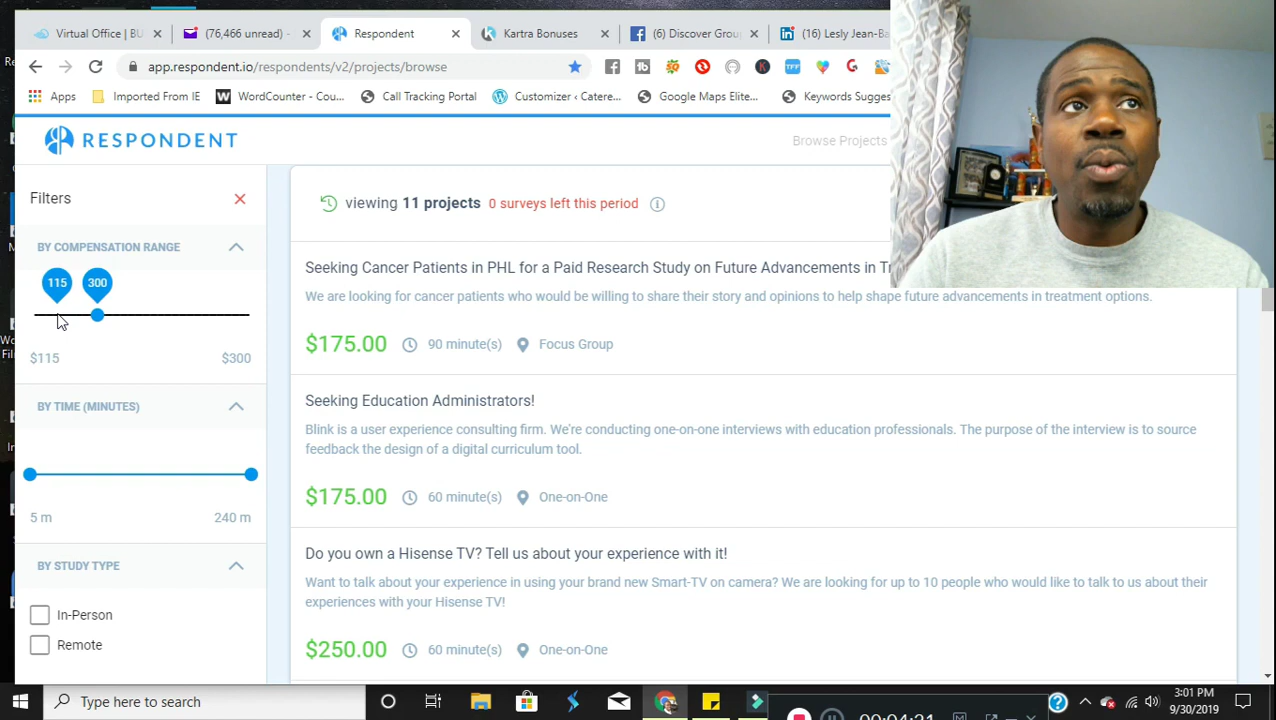 Virtual Office | BU
(76,466 unread) -
Respondent
Kartra Bonuses
(6) Discover Grou
(16) Lesly Jean-Ba
app.respondent.io/respondents/v2/projects/browse
Apps
Imported From IE
WordCounter - Cou...
Call Tracking Portal
Customizer ‹ Catere...
Google Maps Elite...
Keywords Sugges
RESPONDENT
Browse Projects
Filters
BY COMPENSATION RANGE
115
300
$115
$300
BY TIME (MINUTES)
5 m
240 m
BY STUDY TYPE
In-Person
Remote
viewing 11 projects 0 surveys left this period
Seeking Cancer Patients in PHL for a Paid Research Study on Future Advancements in
We are looking for cancer patients who would be willing to share their story and opinions to help shape future advancements in treatment options.
$175.00 90 minute(s) Focus Group
Seeking Education Administrators!
Blink is a user experience consulting firm. We're conducting one-on-one interviews with education professionals. The purpose of the interview is to source
feedback the design of a digital curriculum tool.
$175.00 60 minute(s) One-on-One
Do you own a Hisense TV? Tell us about your experience with it!
Want to talk about your experience in using your brand new Smart-TV on camera? We are looking for up to 10 people who would like to talk to us about their
experiences with your Hisense TV!
$250.00 60 minute(s) One-on-One
Type here to search
3:01 PM
9/30/2019